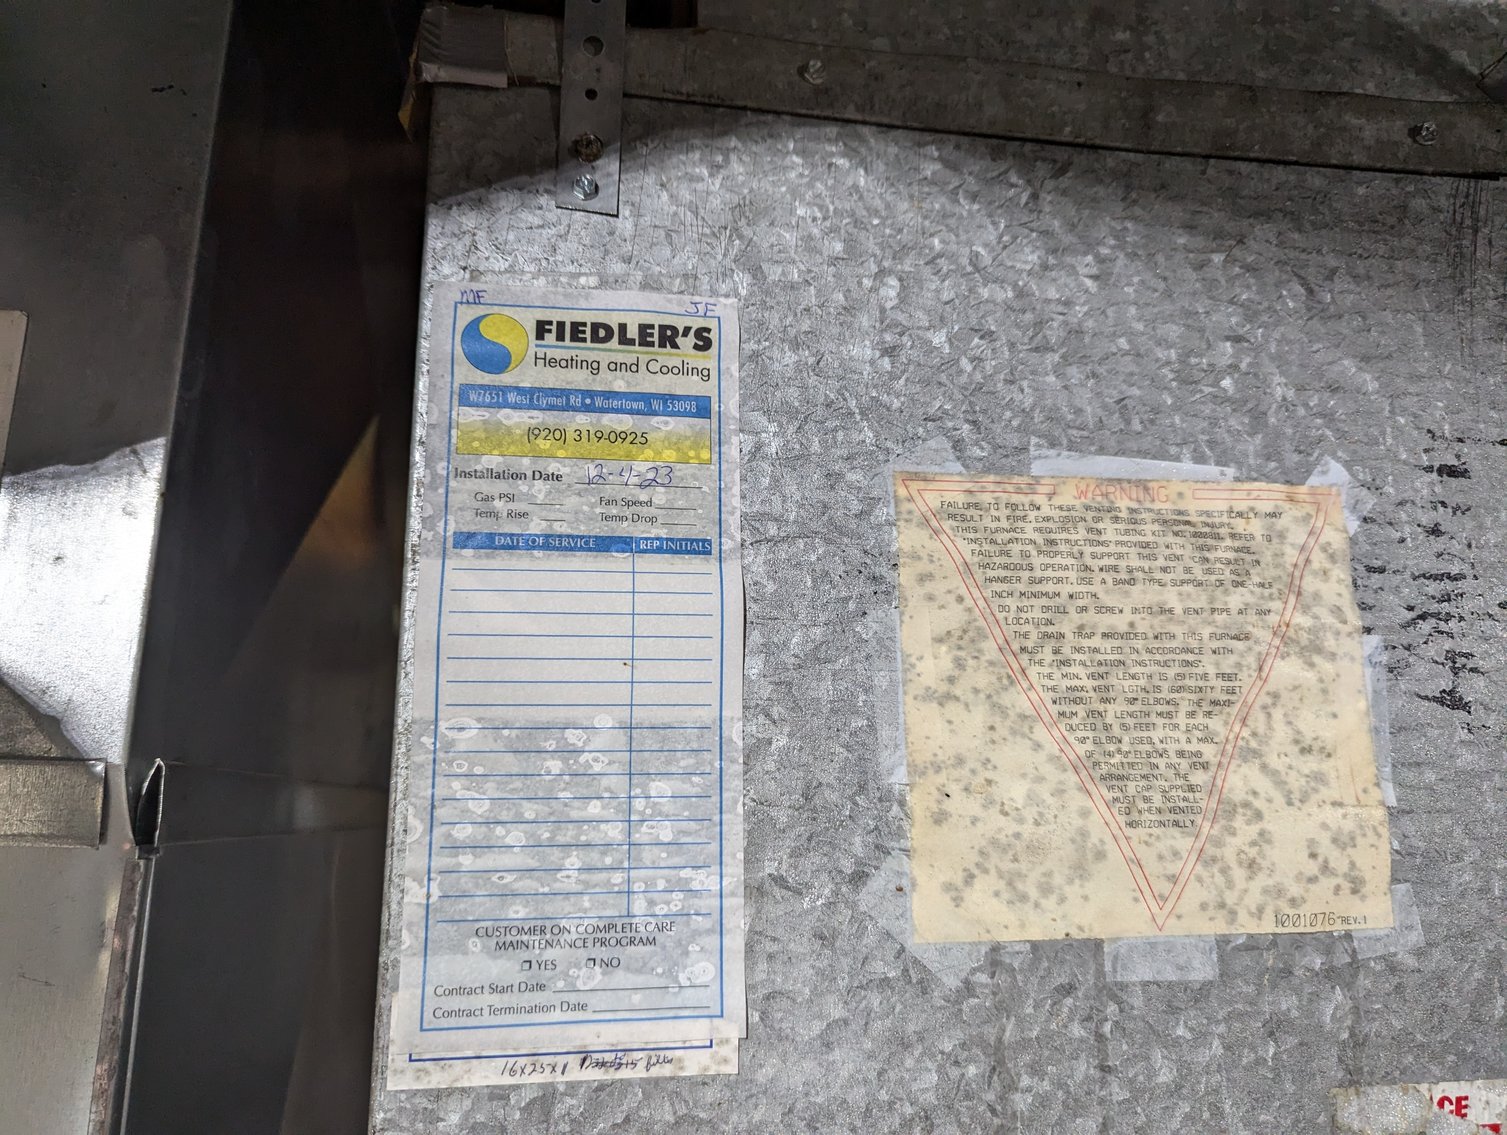 MF
JF
FIEDLER'S
Heating and Cooling
W7651 West Clymet Rd • Watertown, WI 53098
(920) 319-0925
Installation Date 12-4-23
Gas PSI
Fan Speed
Temp Rise
Temp Drop
DATE OF SERVICE
REP INITIALS
CUSTOMER ON COMPLETE CARE
MAINTENANCE PROGRAM
YES NO
Contract Start Date
Contract Termination Date
16x25x1
WARNING
FAILURE TO FOLLOW THESE VENTING INSTRUCTIONS SPECIFICALLY MAY
RESULT IN FIRE, EXPLOSION OR SERIOUS PERSONAL INJURY.
THIS FURNACE REQUIRES VENT TUBING KIT NO. 1000811. REFER TO
"INSTALLATION INSTRUCTIONS" PROVIDED WITH THIS FURNACE.
FAILURE TO PROPERLY SUPPORT THIS VENT CAN RESULT IN
HAZARDOUS OPERATION. WIRE SHALL NOT BE USED AS A
HANGER SUPPORT. USE A BAND TYPE SUPPORT OF ONE-HALF
INCH MINIMUM WIDTH.
DO NOT DRILL OR SCREW INTO THE VENT PIPE AT ANY
LOCATION.
THE DRAIN TRAP PROVIDED WITH THIS FURNACE
MUST BE INSTALLED IN ACCORDANCE WITH
THE "INSTALLATION INSTRUCTIONS".
THE MIN. VENT LENGTH IS (5) FIVE FEET.
THE MAX. VENT LGTH. IS (60) SIXTY FEET
WITHOUT ANY 90° ELBOWS. THE MAXI-
MUM VENT LENGTH MUST BE RE-
DUCED BY (5) FEET FOR EACH
90° ELBOW USED, WITH A MAX.
OF (4) 90° ELBOWS BEING
PERMITTED IN ANY VENT
ARRANGEMENT. THE
VENT CAP SUPPLIED
MUST BE INSTALL-
ED WHEN VENTED
HORIZONTALLY.
1001076 REV. 1
CE